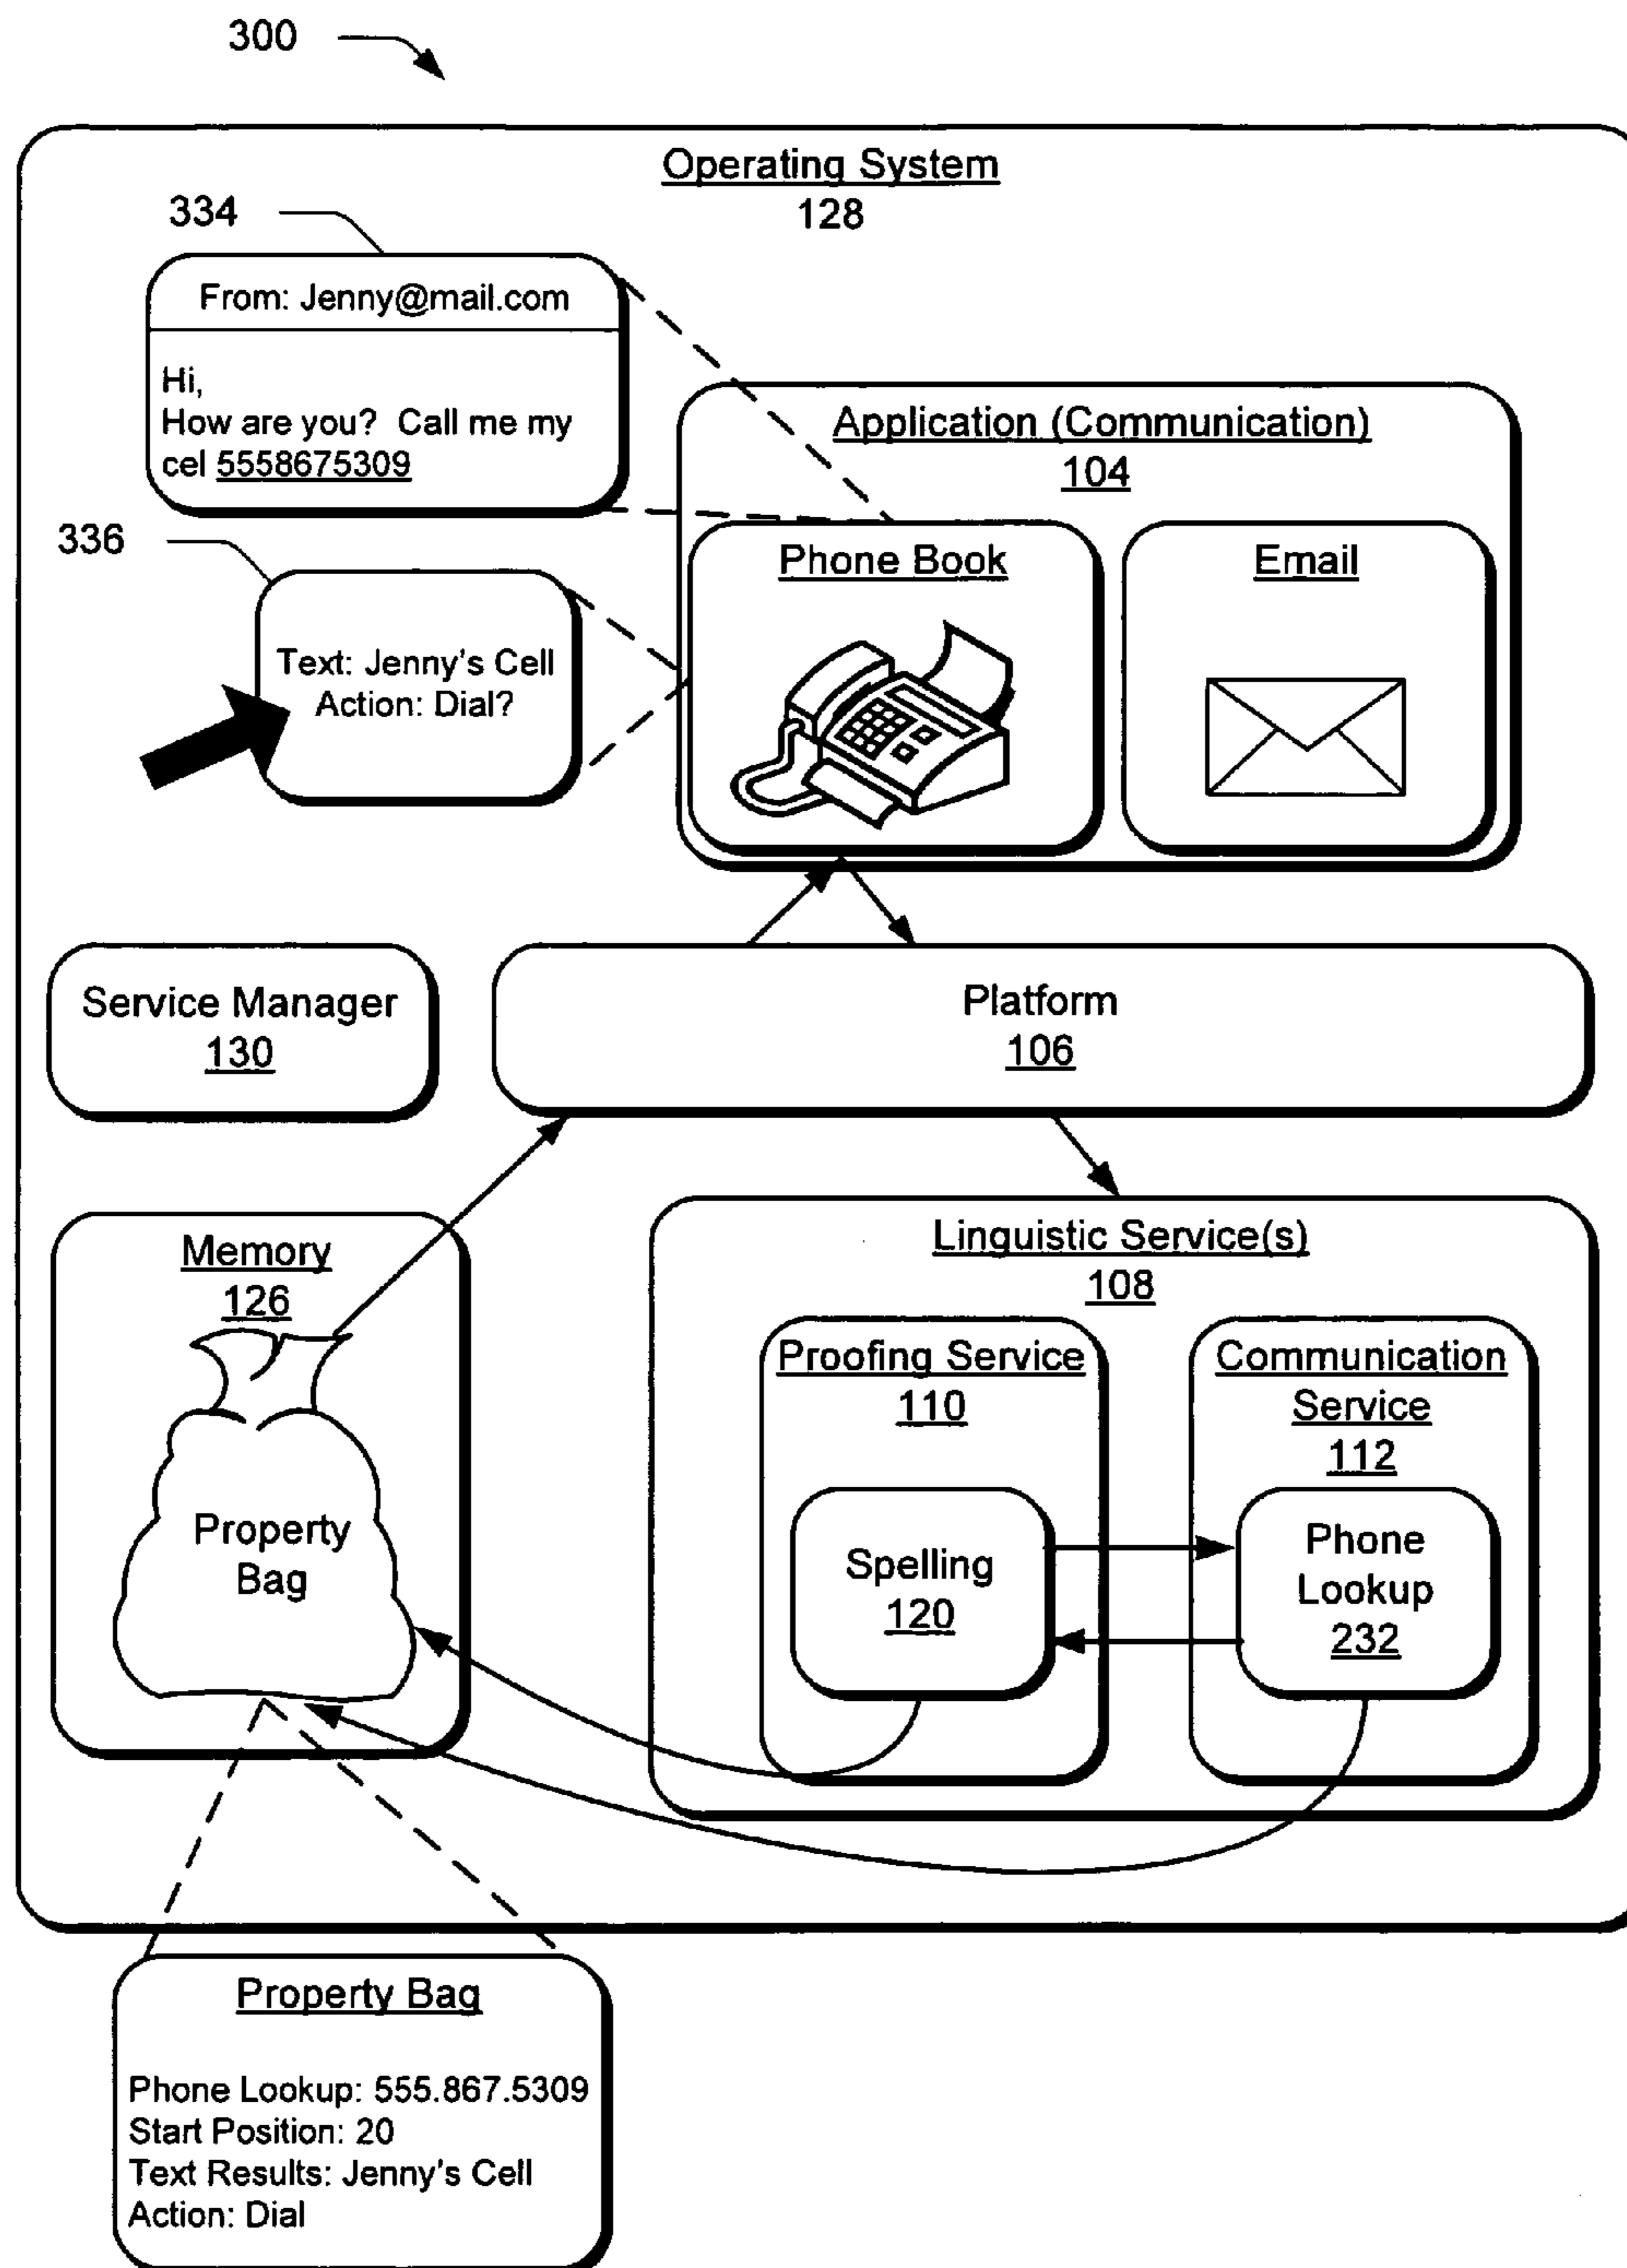 300
Operating System
128
334
From: Jenny@mail.com
Hi,
How are you?  Call me my
cel 5558675309
Application (Communication)
104
336
Phone Book
Email
Text: Jenny's Cell
Action: Dial?
Service Manager
130
Platform
106
Memory
126
Property
Bag
Linguistic Service(s)
108
Proofing Service
110
Spelling
120
Communication
Service
112
Phone
Lookup
232
Property Bag
Phone Lookup: 555.867.5309
Start Position: 20
Text Results: Jenny's Cell
Action: Dial